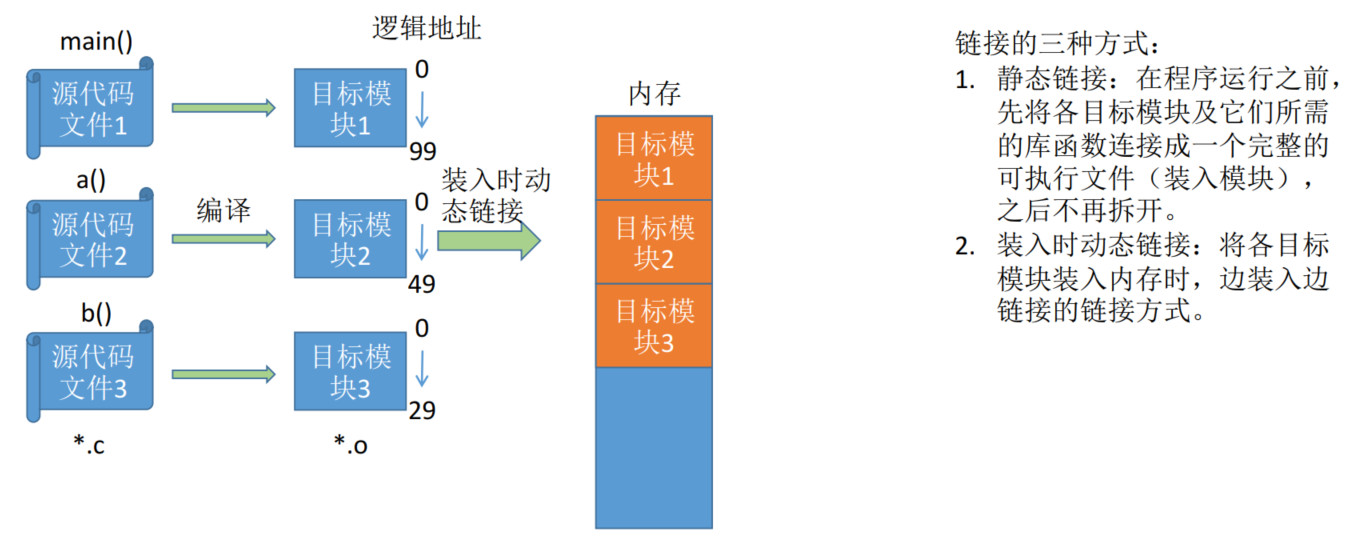 main()
源代码
文件1
a()
源代码
文件2
b()
源代码
文件3
*.c
编译
逻辑地址
目标模
块1
0
99
目标模
块2
0
49
目标模
块3
0
29
*.o
装入时动
态链接
内存
目标模
块1
目标模
块2
目标模
块3
链接的三种方式：
1. 静态链接：在程序运行之前，
先将各目标模块及它们所需
的库函数连接成一个完整的
可执行文件（装入模块），
之后不再拆开。
2. 装入时动态链接：将各目标
模块装入内存时，边装入边
链接的链接方式。